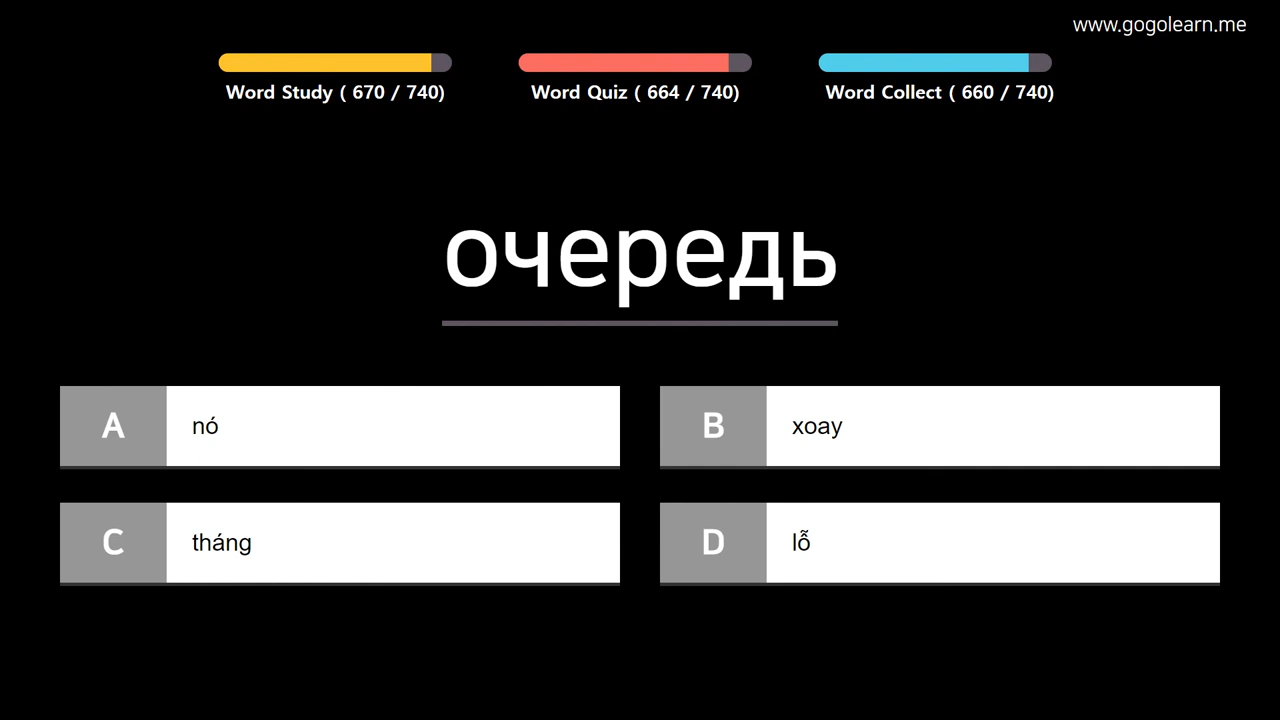 www.gogolearn.me
Word Study ( 670 / 740)
Word Quiz ( 664 / 740)
Word Collect ( 660 / 740)
очередь
A nó
B xoay
C tháng
D lỗ